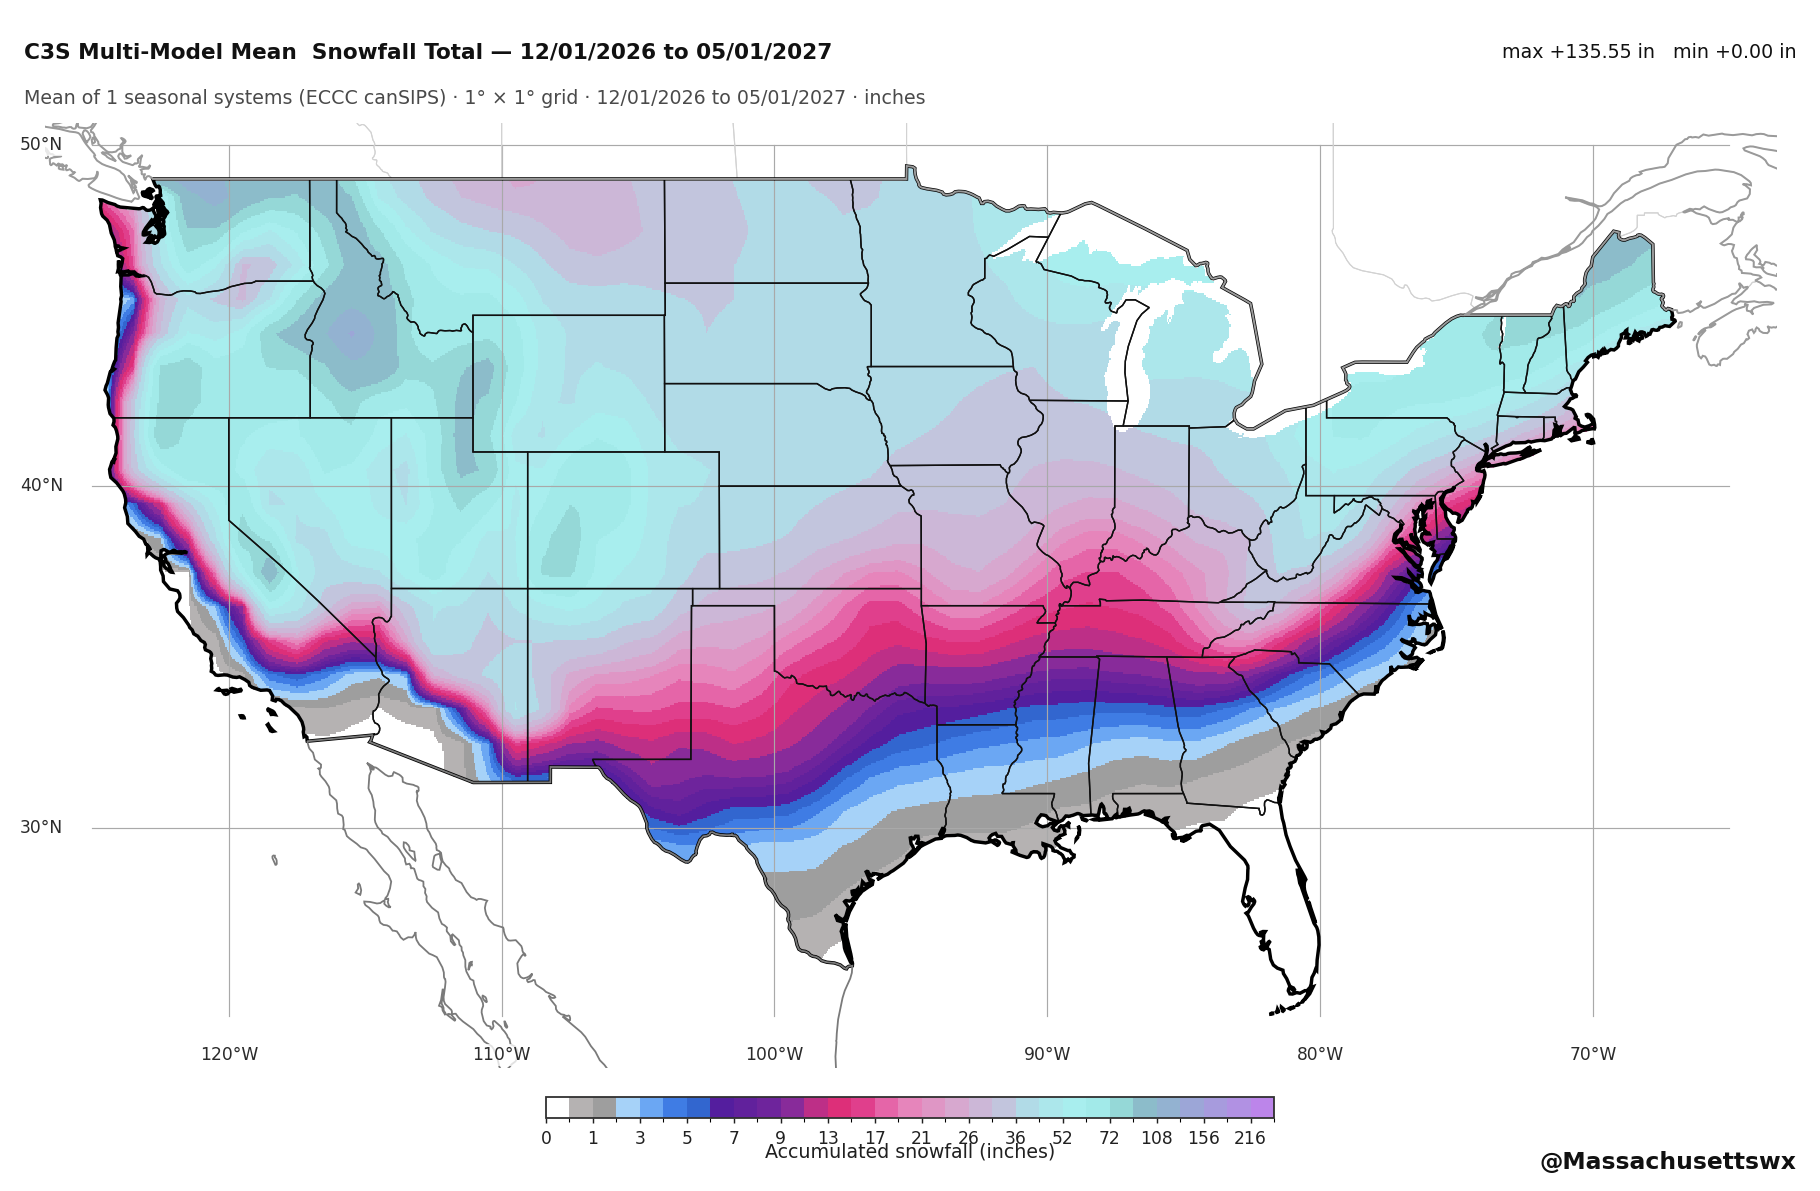 C3S Multi-Model Mean  Snowfall Total — 12/01/2026 to 05/01/2027
max +135.55 in   min +0.00 in
Mean of 1 seasonal systems (ECCC canSIPS) · 1° × 1° grid · 12/01/2026 to 05/01/2027 · inches
50°N
40°N
30°N
120°W 110°W 100°W 90°W 80°W 70°W
0 1 3 5 7 9 13 17 21 26 36 52 72 108 156 216
Accumulated snowfall (inches)
@Massachusettswx